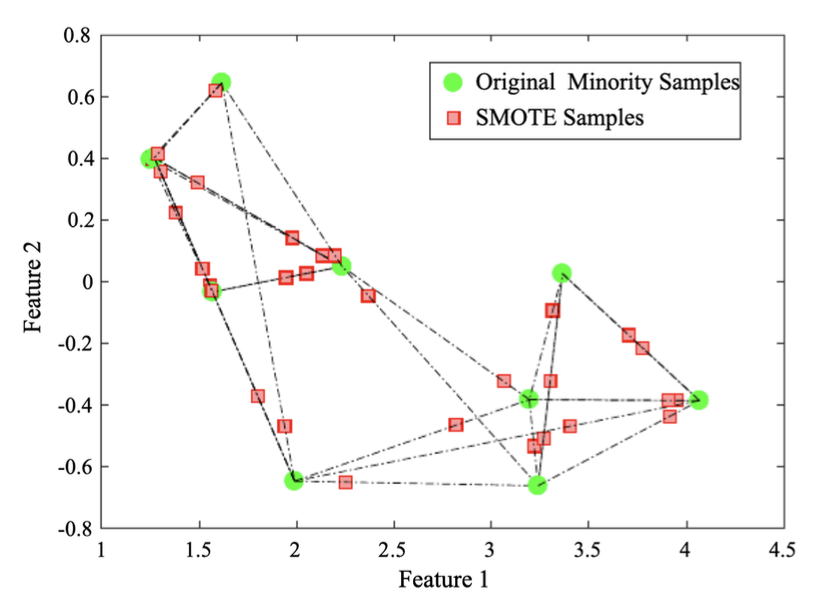 0.8
0.6
0.4
0.2
0
-0.2
-0.4
-0.6
-0.8
Feature 2
Original Minority Samples
SMOTE Samples
1 1.5 2 2.5 3 3.5 4 4.5
Feature 1